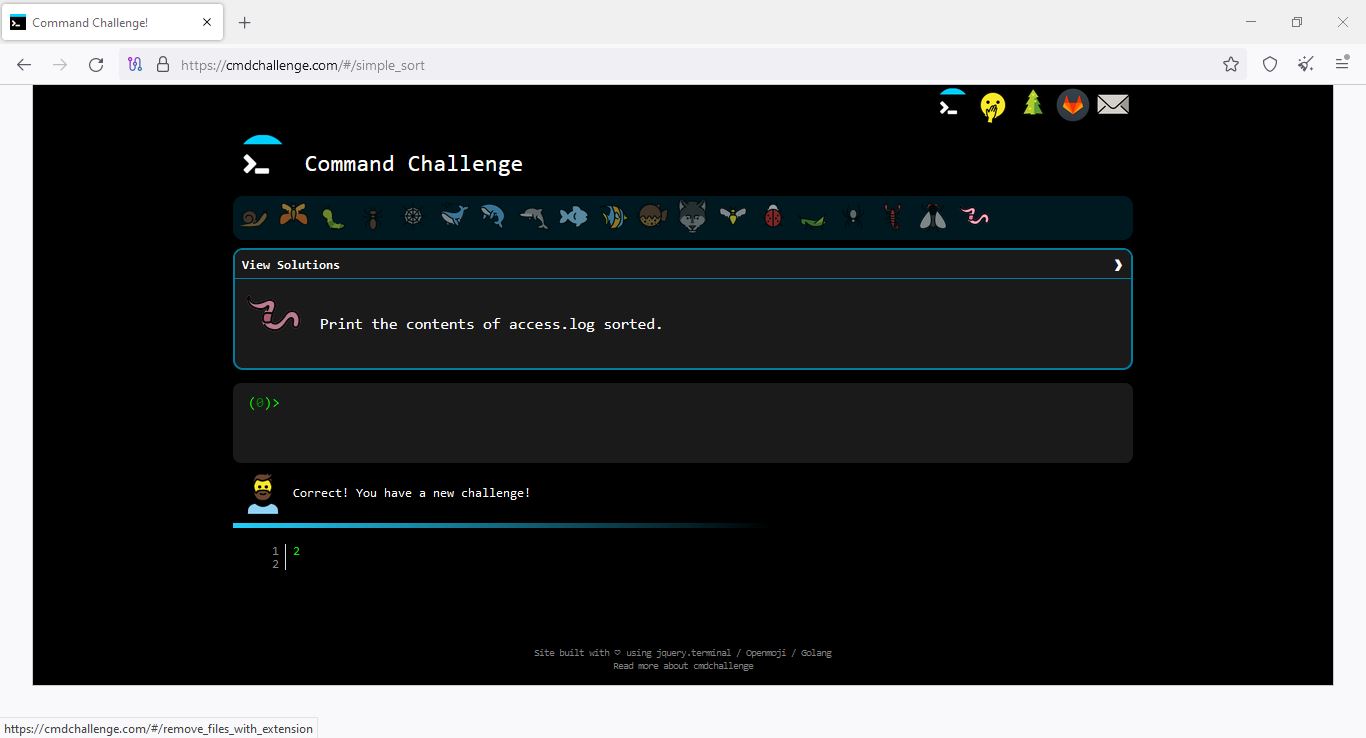 Command Challenge!
https://cmdchallenge.com/#/simple_sort
Command Challenge
View Solutions
Print the contents of access.log sorted.
(0)>
Correct! You have a new challenge!
1 2
2
Site built with ♡ using jquery.terminal / Openmoji / Golang
Read more about cmdchallenge
https://cmdchallenge.com/#/remove_files_with_extension